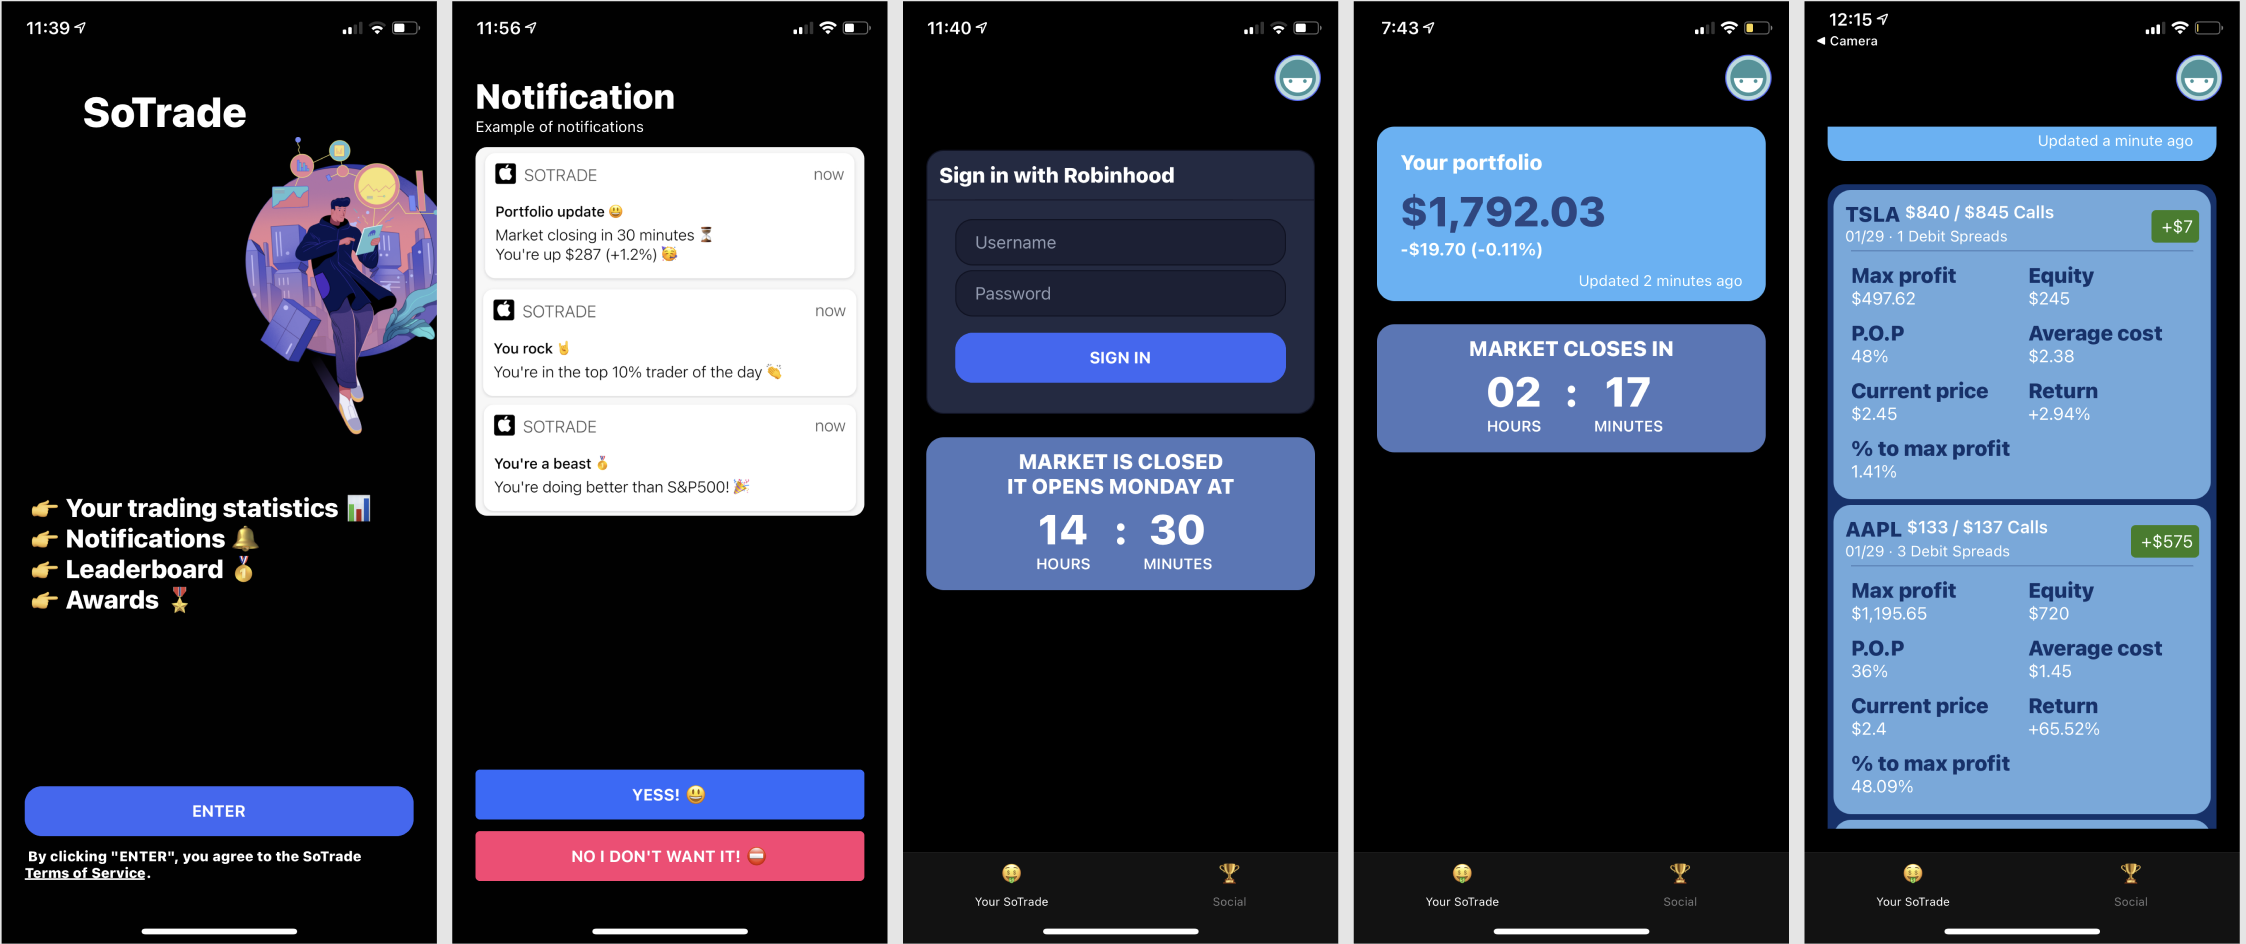 11:39
SoTrade
👉 Your trading statistics 📊
👉 Notifications 🔔
👉 Leaderboard 🥇
👉 Awards 🎖
ENTER
By clicking "ENTER", you agree to the SoTrade
Terms of Service.
11:56
Notification
Example of notifications
SOTRADE now
Portfolio update 😃
Market closing in 30 minutes ⏳
You're up $287 (+1.2%) 🥳
SOTRADE now
You rock 🤘
You're in the top 10% trader of the day 👏
SOTRADE now
You're a beast 🏅
You're doing better than S&P500! 🎉
YESS! 😃
NO I DON'T WANT IT! ⛔
11:40
Sign in with Robinhood
Username
Password
SIGN IN
MARKET IS CLOSED
IT OPENS MONDAY AT
14 : 30
HOURS MINUTES
Your SoTrade Social
7:43
Your portfolio
$1,792.03
-$19.70 (-0.11%)
Updated 2 minutes ago
MARKET CLOSES IN
02 : 17
HOURS MINUTES
Your SoTrade Social
12:15
Camera
Updated a minute ago
TSLA $840 / $845 Calls
01/29 · 1 Debit Spreads
+$7
Max profit Equity
$497.62 $245
P.O.P Average cost
48% $2.38
Current price Return
$2.45 +2.94%
% to max profit
1.41%
AAPL $133 / $137 Calls
01/29 · 3 Debit Spreads
+$575
Max profit Equity
$1,195.65 $720
P.O.P Average cost
36% $1.45
Current price Return
$2.4 +65.52%
% to max profit
48.09%
Your SoTrade Social